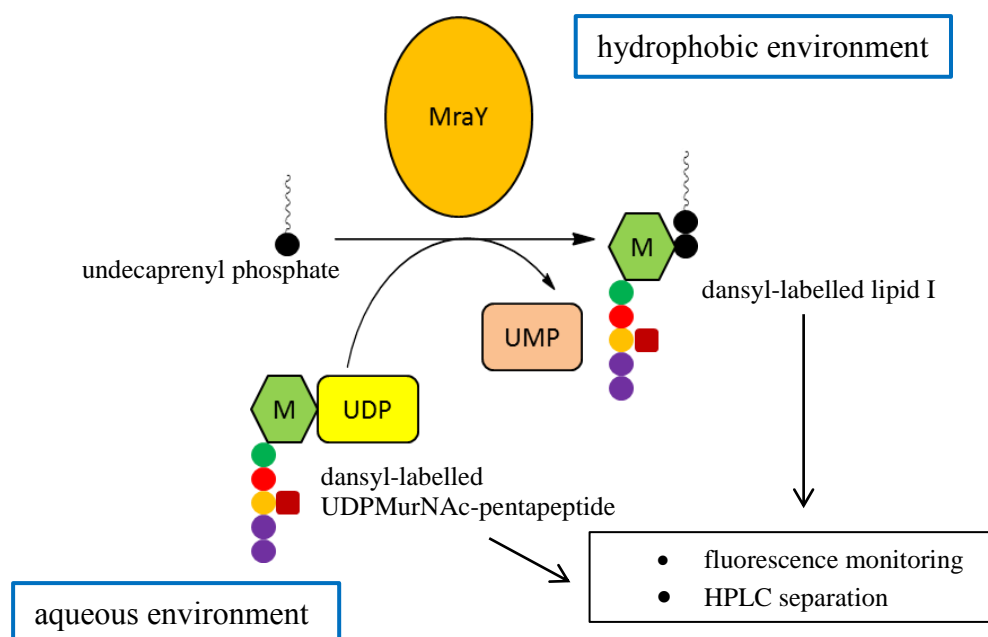 hydrophobic environment
MraY
M
undecaprenyl phosphate
dansyl-labelled lipid I
UMP
M
UDP
dansyl-labelled
UDPMurNAc-pentapeptide
• fluorescence monitoring
• HPLC separation
aqueous environment